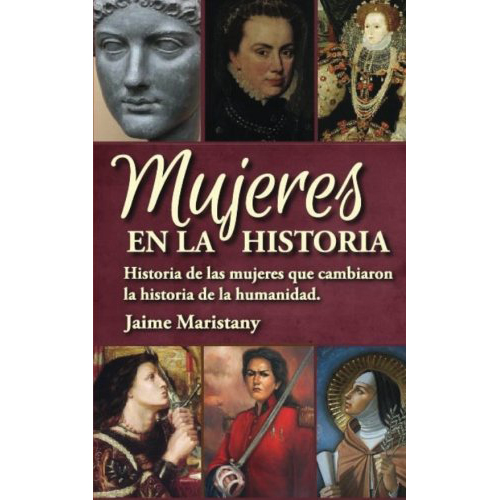 Mujeres
EN LA HISTORIA
Historia de las mujeres que cambiaron
la historia de la humanidad.
Jaime Maristany